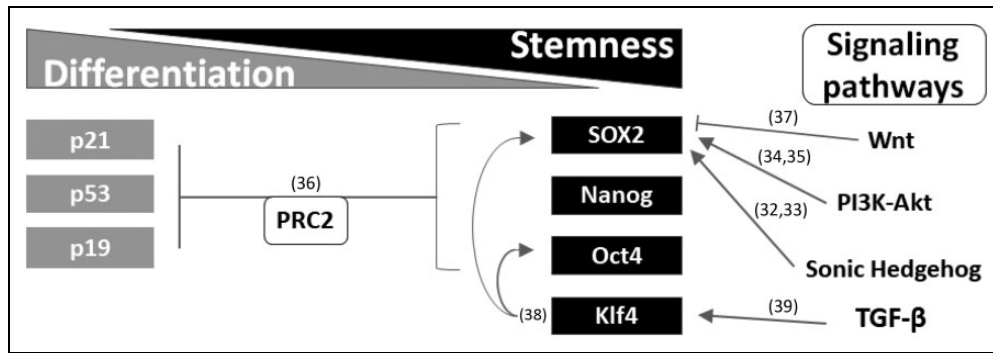 Stemness
Differentiation
Signaling
pathways
p21
p53
p19
(36)
PRC2
SOX2
Nanog
Oct4
Klf4
(38)
(37)
Wnt
(34,35)
PI3K-Akt
(32,33)
Sonic Hedgehog
(39)
TGF-β